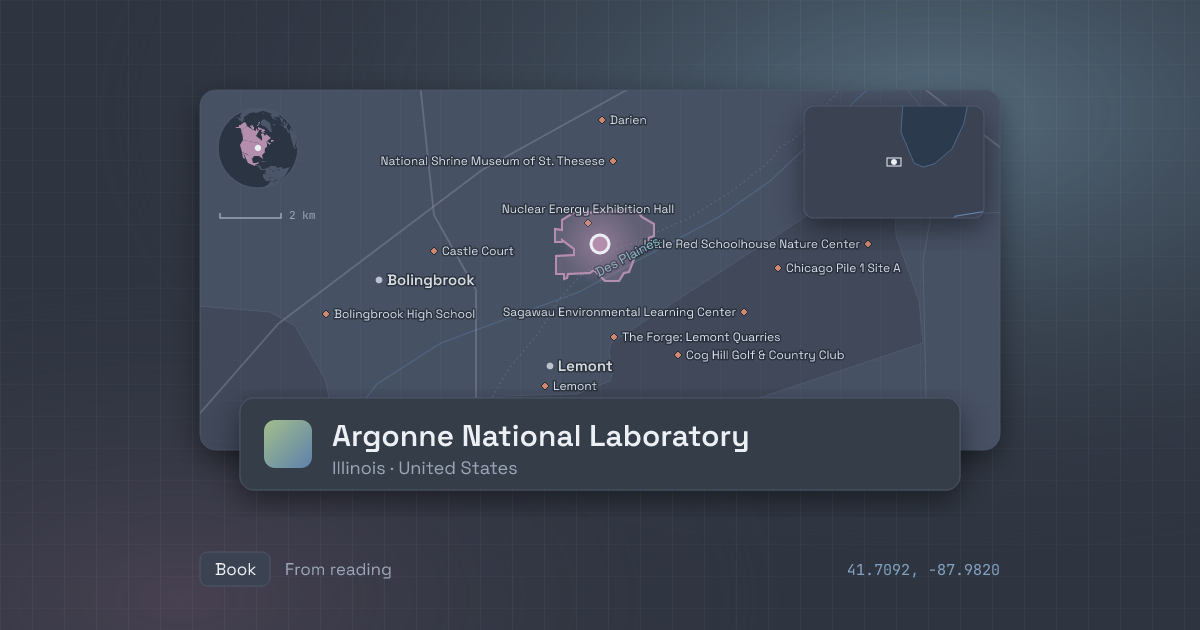 Darien
National Shrine Museum of St. Thesese
2 km
Nuclear Energy Exhibition Hall
Red Schoolhouse Nature Center
Castle Court
Des Plaines
Chicago Pile 1 Site A
Bolingbrook
Bolingbrook High School
Sagawau Environmental Learning Center
The Forge: Lemont Quarries
Cog Hill Golf & Country Club
Lemont
Lemont
Argonne National Laboratory
Illinois · United States
Book
From reading
41.7092, -87.9820